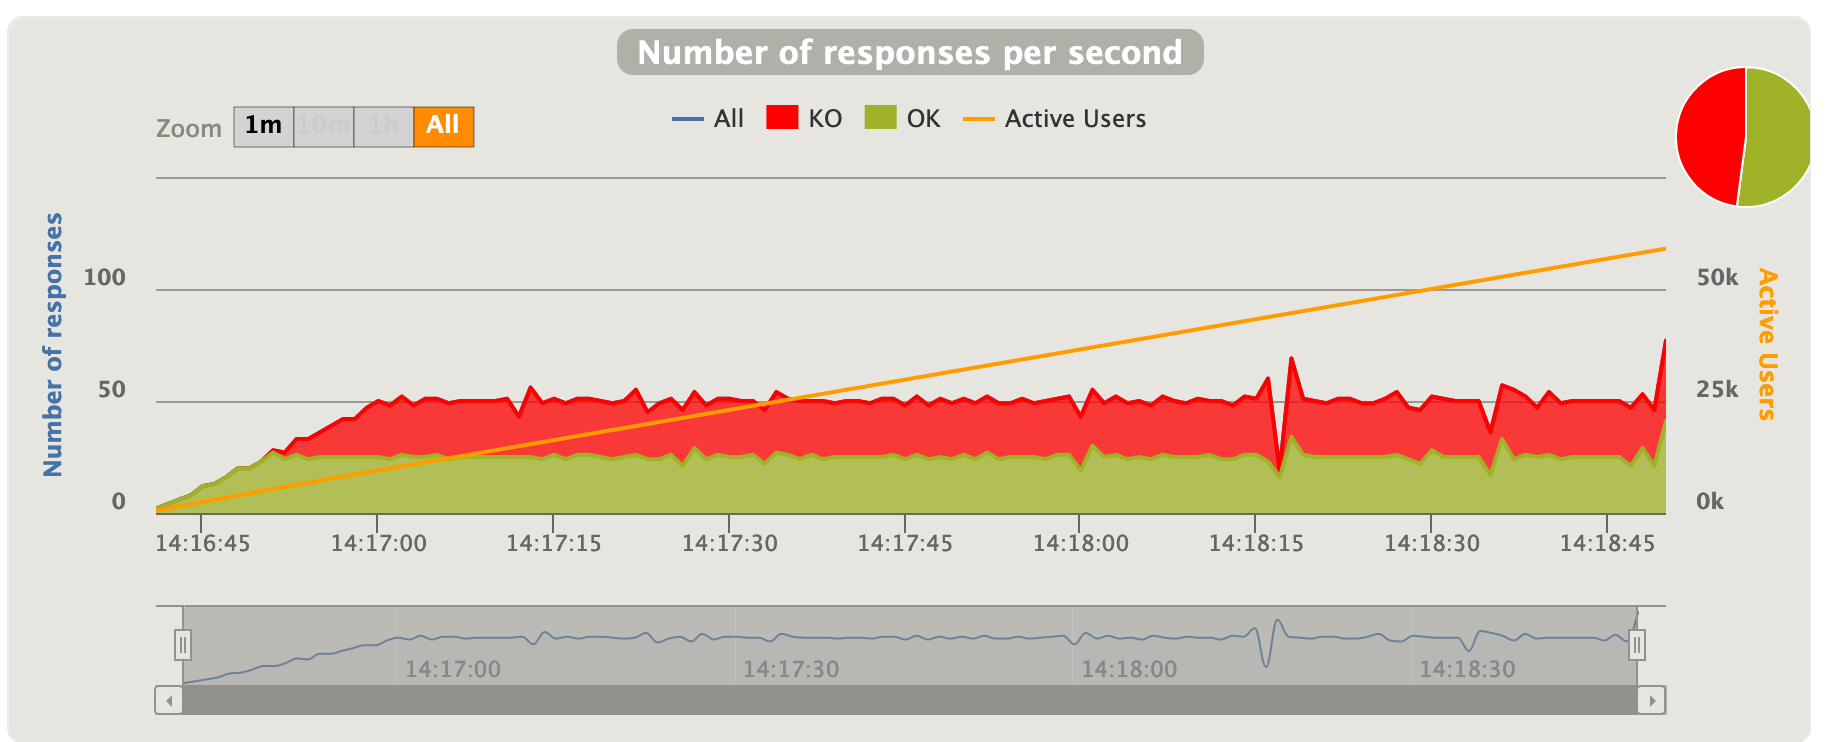 Number of responses per second
Zoom 1m 10m 1h All
All KO OK Active Users
Number of responses
100
50
0
50k
25k
0k
Active Users
14:16:45 14:17:00 14:17:15 14:17:30 14:17:45 14:18:00 14:18:15 14:18:30 14:18:45
14:17:00 14:17:30 14:18:00 14:18:30